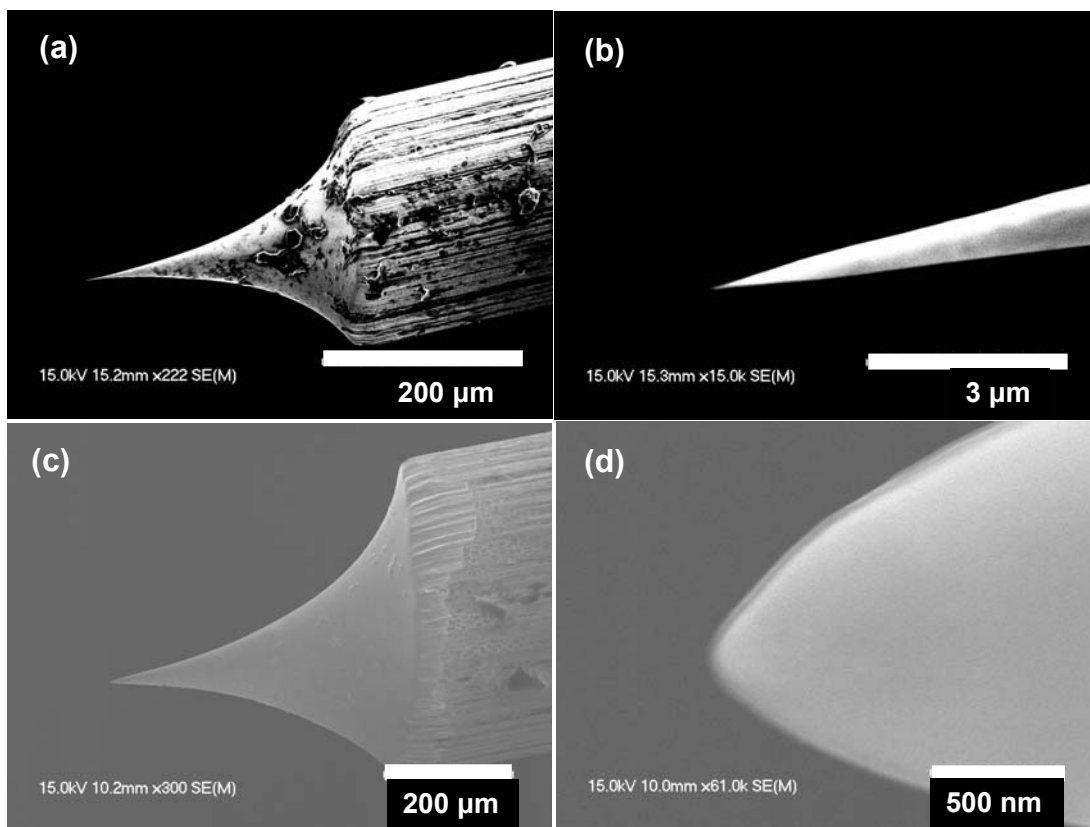 (a)
15.0kV 15.2mm x222 SE(M)
200 µm
(b)
15.0kV 15.3mm x15.0k SE(M)
3 µm
(c)
15.0kV 10.2mm x300 SE(M)
200 µm
(d)
15.0kV 10.0mm x61.0k SE(M)
500 nm